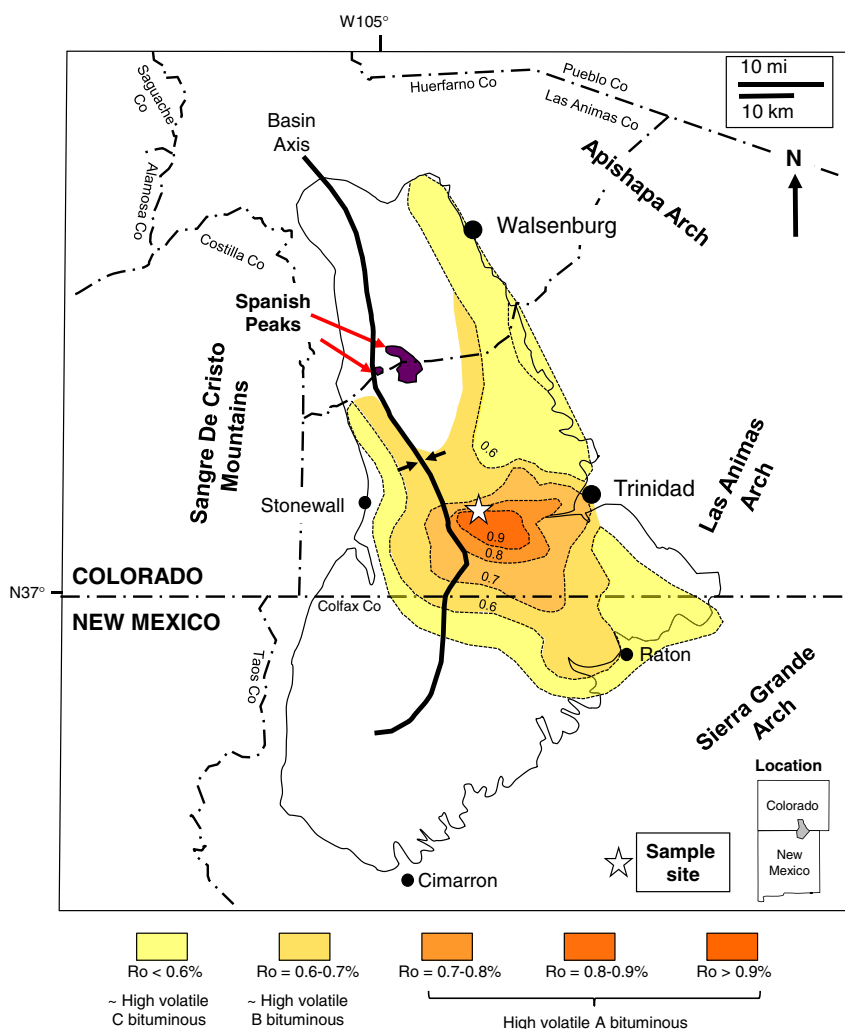 W105°
10 mi
10 km
Saguache
Co
Huerfarno Co
Pueblo Co
Las Animas Co
Basin
Axis
N
Alamosa Co
Apishapa Arch
Walsenburg
Costilla Co
Spanish
Peaks
Sangre De Cristo
Mountains
0.6
Las Animas
Arch
Trinidad
Stonewall
0.9
0.8
0.7
N37°
COLORADO
Colfax Co
0.6
NEW MEXICO
Taos Co
Raton
Sierra Grande
Arch
Location
Colorado
New
Mexico
Sample
site
Cimarron
Ro < 0.6%
Ro = 0.6-0.7%
Ro = 0.7-0.8%
Ro = 0.8-0.9%
Ro > 0.9%
~ High volatile
C bituminous
~ High volatile
B bituminous
High volatile A bituminous